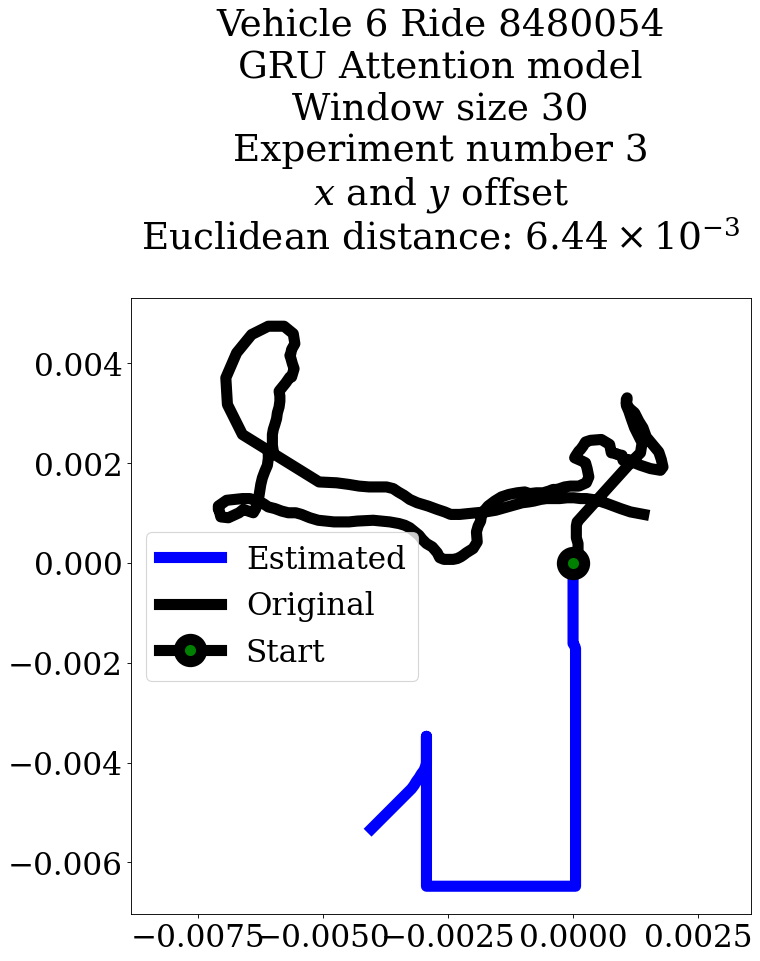 Vehicle 6 Ride 8480054
GRU Attention model
Window size 30
Experiment number 3
x and y offset
Euclidean distance: 6.44 × 10⁻³
0.004
0.002
0.000
−0.002
−0.004
−0.006
Estimated
Original
Start
−0.0075 −0.0050 −0.0025 0.0000 0.0025